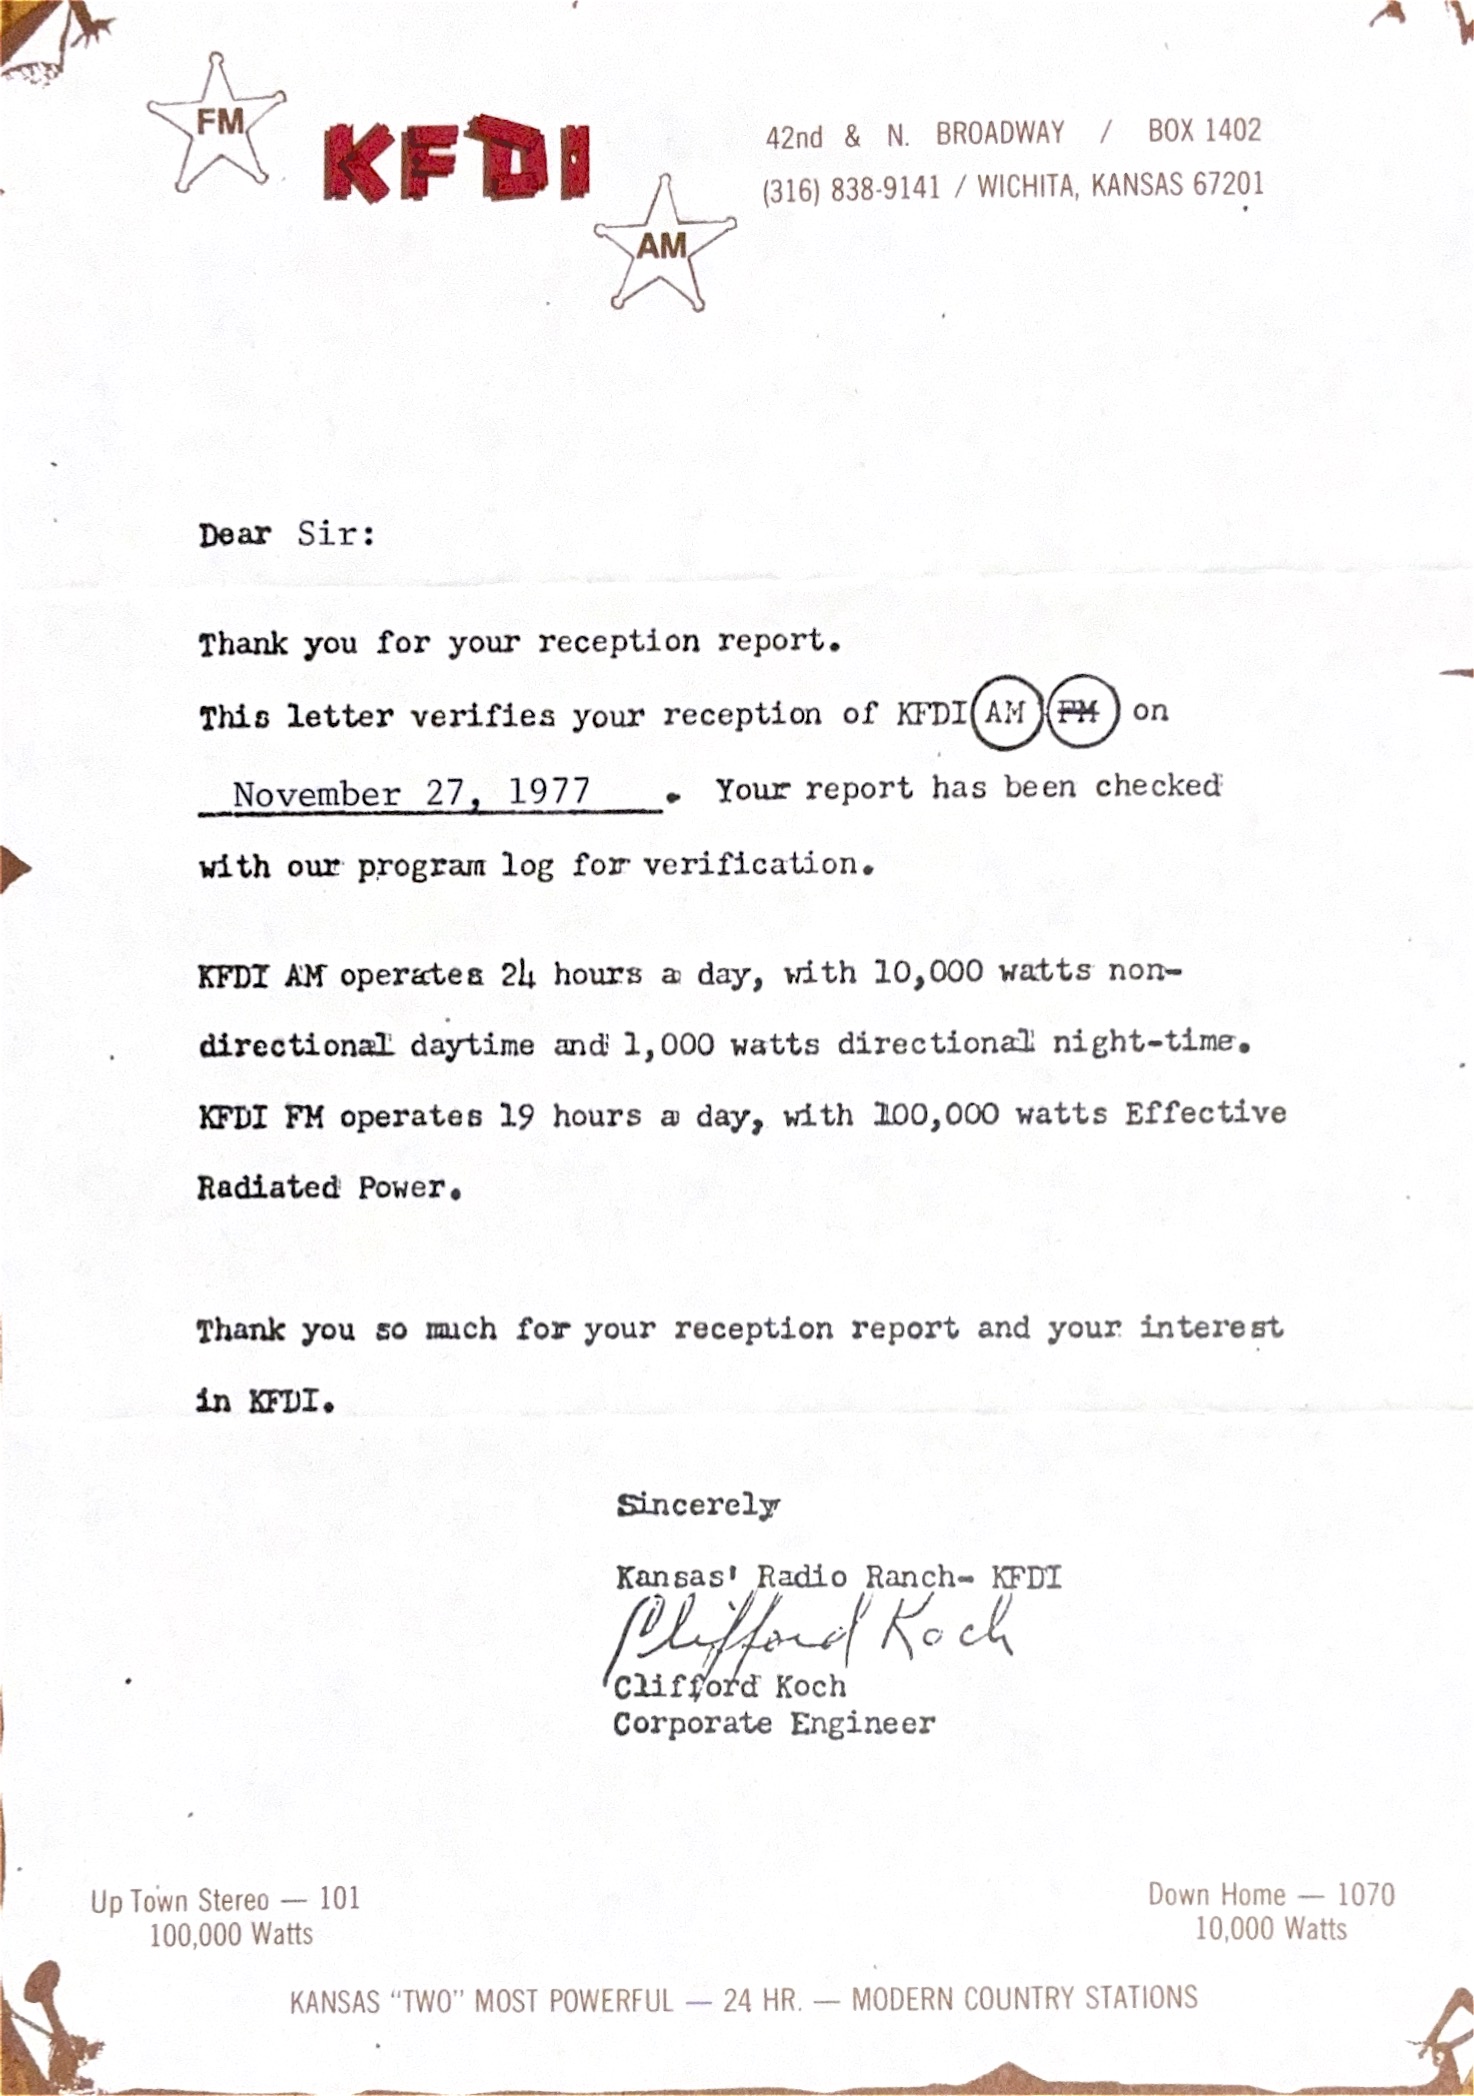 FM
KFDI
AM
42nd & N. BROADWAY / BOX 1402
(316) 838-9141 / WICHITA, KANSAS 67201
Dear Sir:
Thank you for your reception report.
This letter verifies your reception of KFDI AM FM on
November 27, 1977. Your report has been checked
with our program log for verification.
KFDI AM operates 24 hours a day, with 10,000 watts non-
directional daytime and 1,000 watts directional night-time.
KFDI FM operates 19 hours a day, with 100,000 watts Effective
Radiated Power.
Thank you so much for your reception report and your interest
in KFDI.
Sincerely
Kansas' Radio Ranch- KFDI
Clifford Koch
Clifford Koch
Corporate Engineer
Up Town Stereo — 101
100,000 Watts
Down Home — 1070
10,000 Watts
KANSAS "TWO" MOST POWERFUL — 24 HR. — MODERN COUNTRY STATIONS